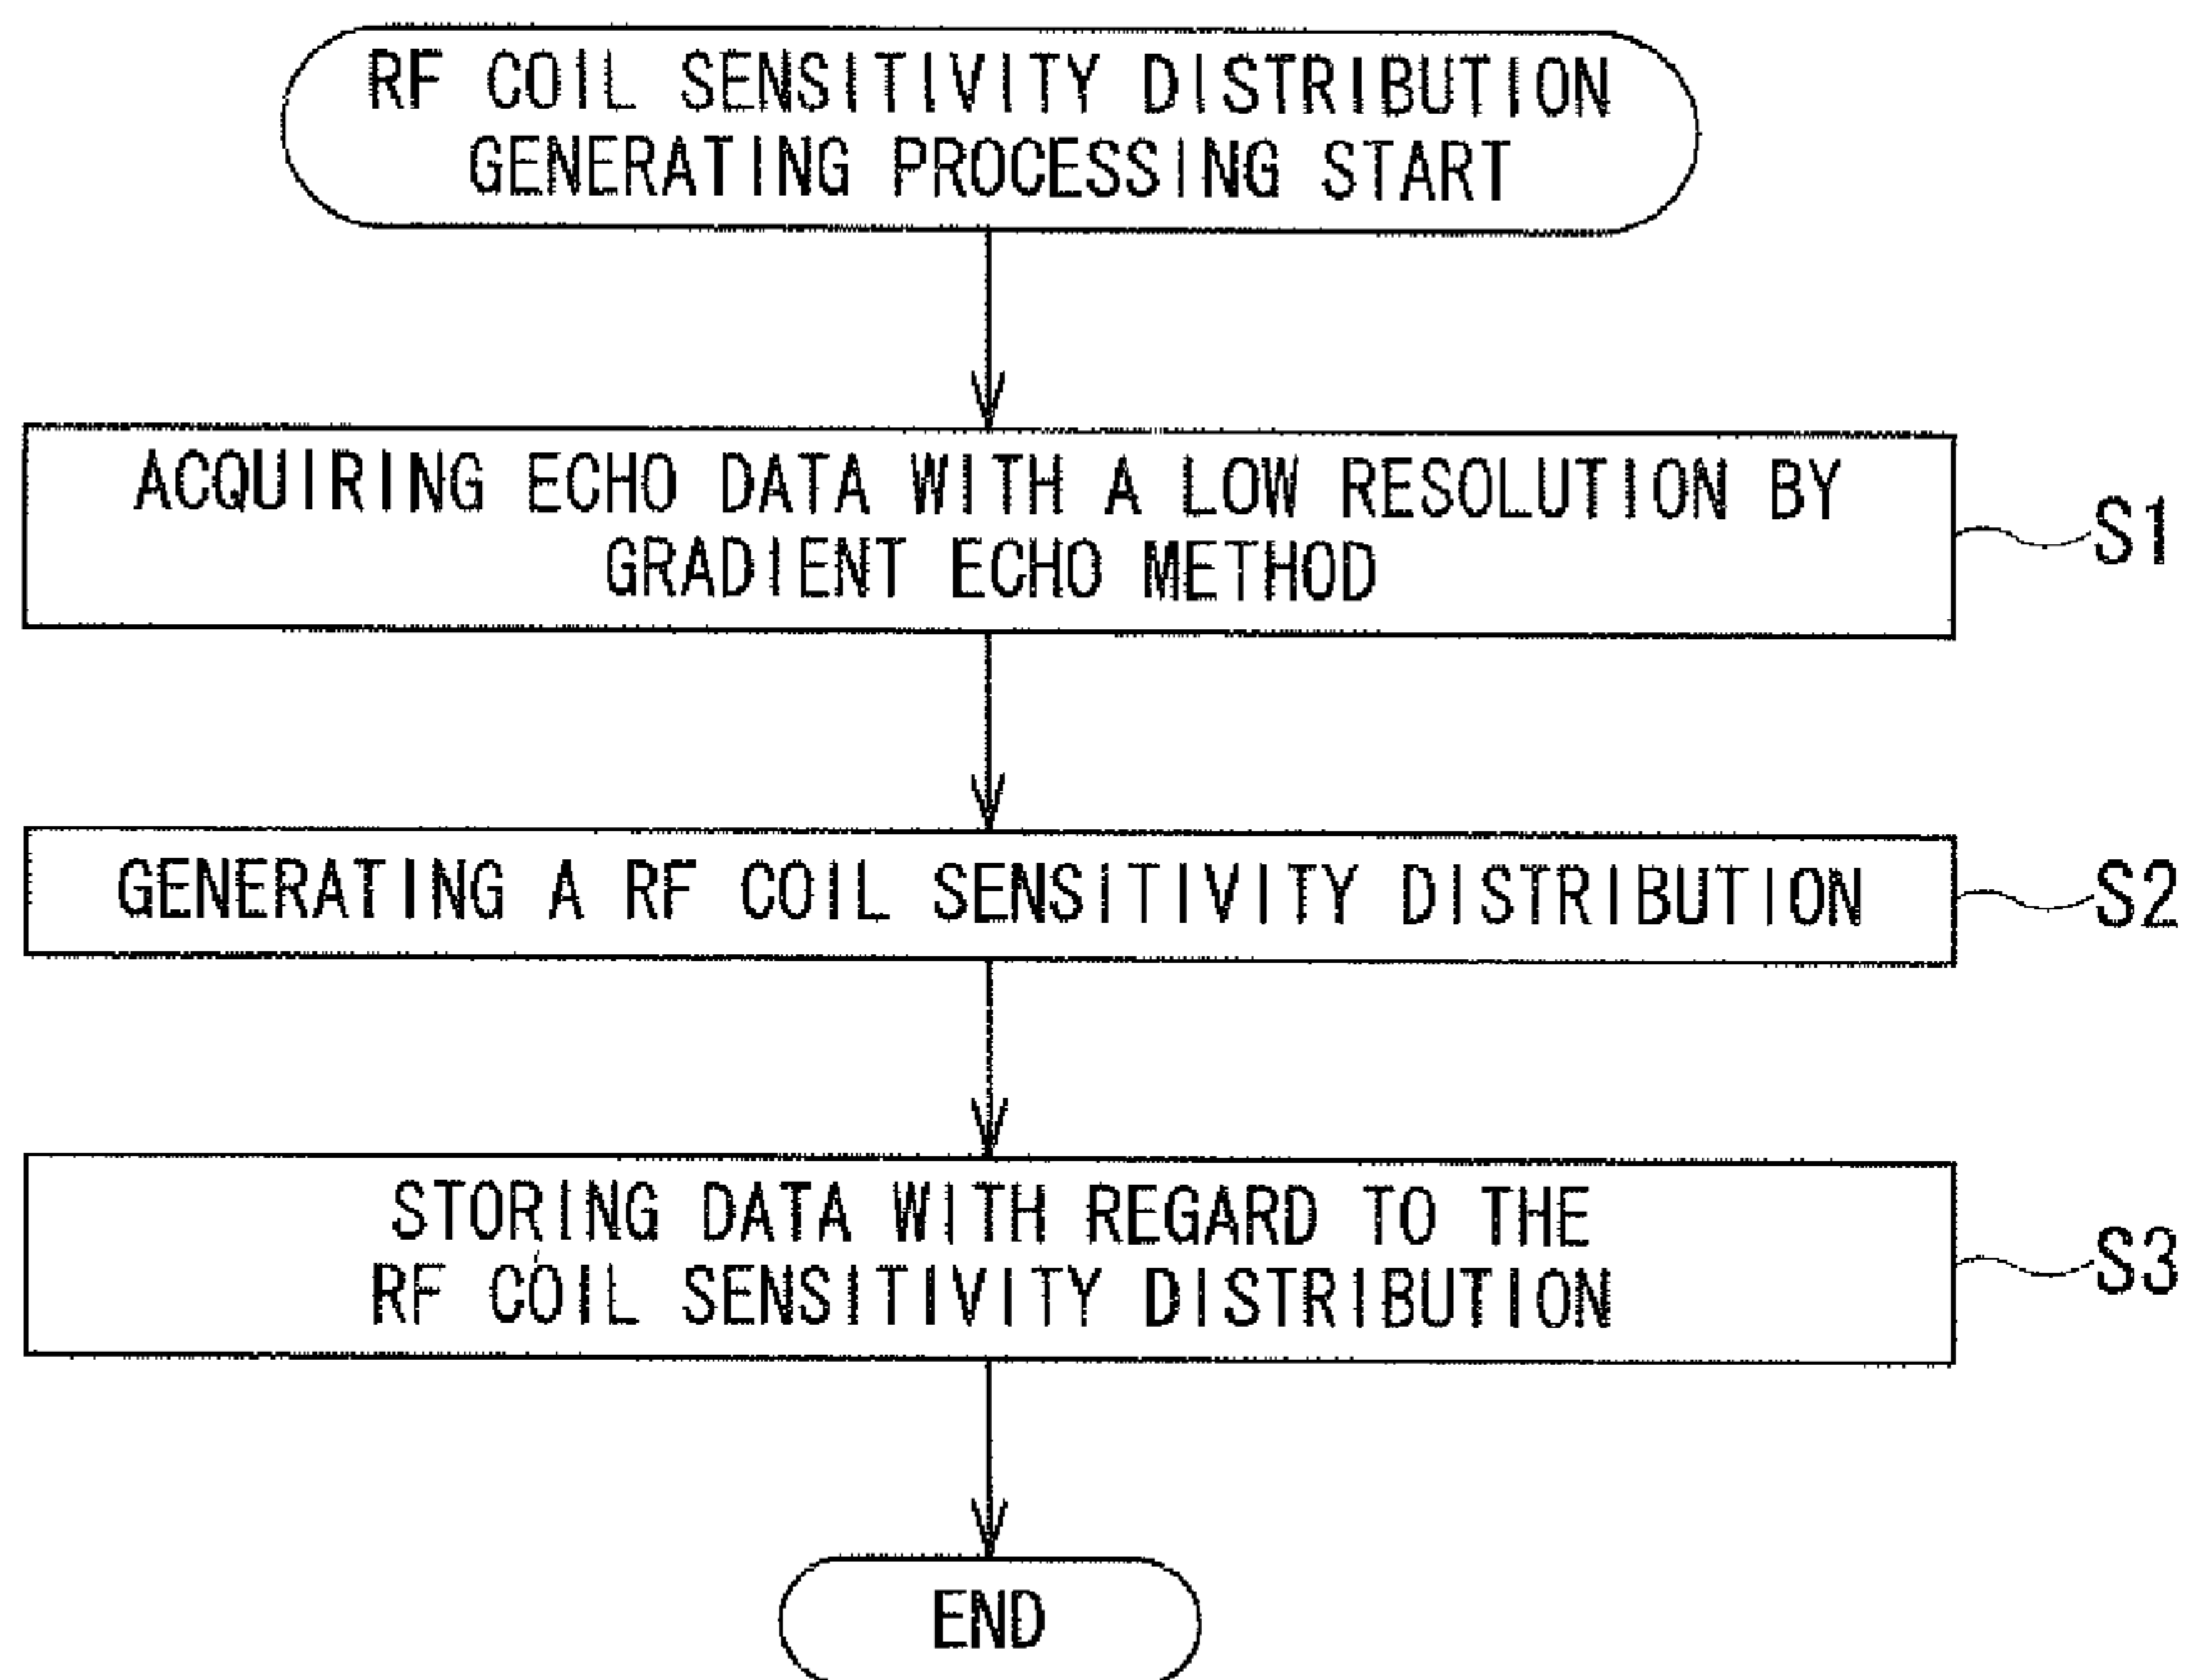 RF COIL SENSITIVITY DISTRIBUTION
GENERATING PROCESSING START
ACQUIRING ECHO DATA WITH A LOW RESOLUTION BY
GRADIENT ECHO METHOD
S1
GENERATING A RF COIL SENSITIVITY DISTRIBUTION
S2
STORING DATA WITH REGARD TO THE
RF COIL SENSITIVITY DISTRIBUTION
S3
END